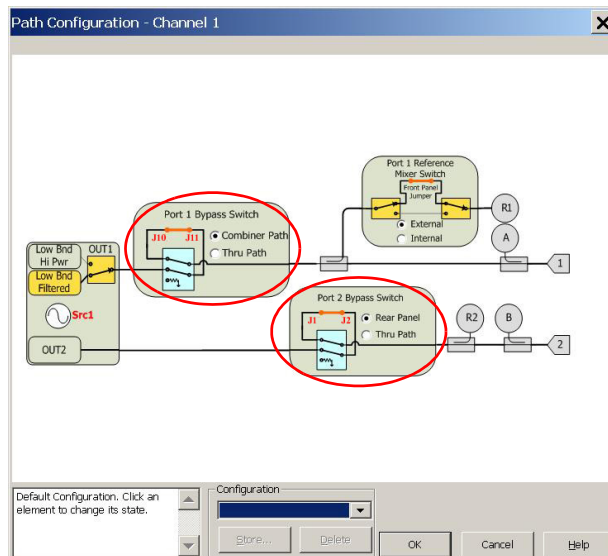 Path Configuration - Channel 1
Port 1 Reference
Mixer Switch
Front Panel
Jumper
External
Internal
R1
A
1
Port 1 Bypass Switch
J10
J11
Combiner Path
Thru Path
Low Bnd
Hi Pwr
OUT1
Low Bnd
Filtered
Src1
OUT2
Port 2 Bypass Switch
J1
J2
Rear Panel
Thru Path
R2
B
2
Default Configuration. Click an
element to change its state.
Configuration
Store...
Delete
OK
Cancel
Help